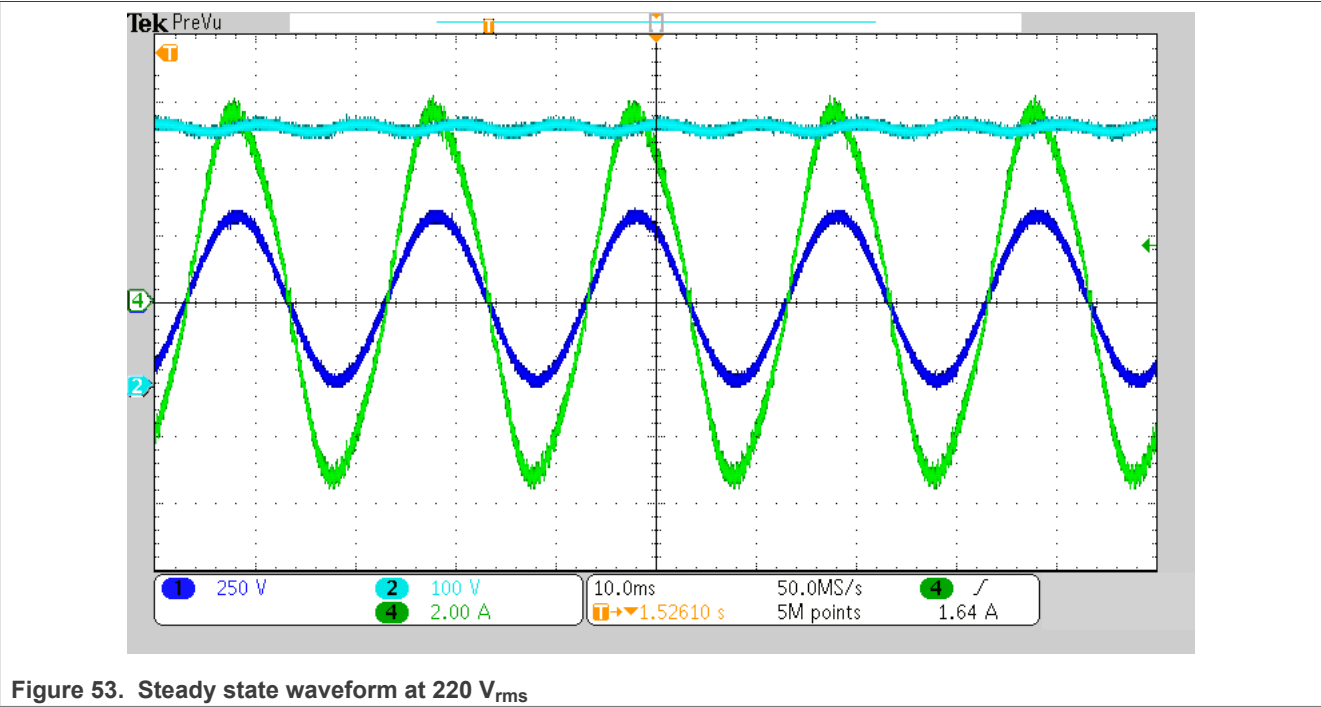 Tek PreVu
T
T
4
2
1 250 V 2 100 V 10.0ms 50.0MS/s 4
4 2.00 A T→▼1.52610 s 5M points 1.64 A
Figure 53. Steady state waveform at 220 Vrms